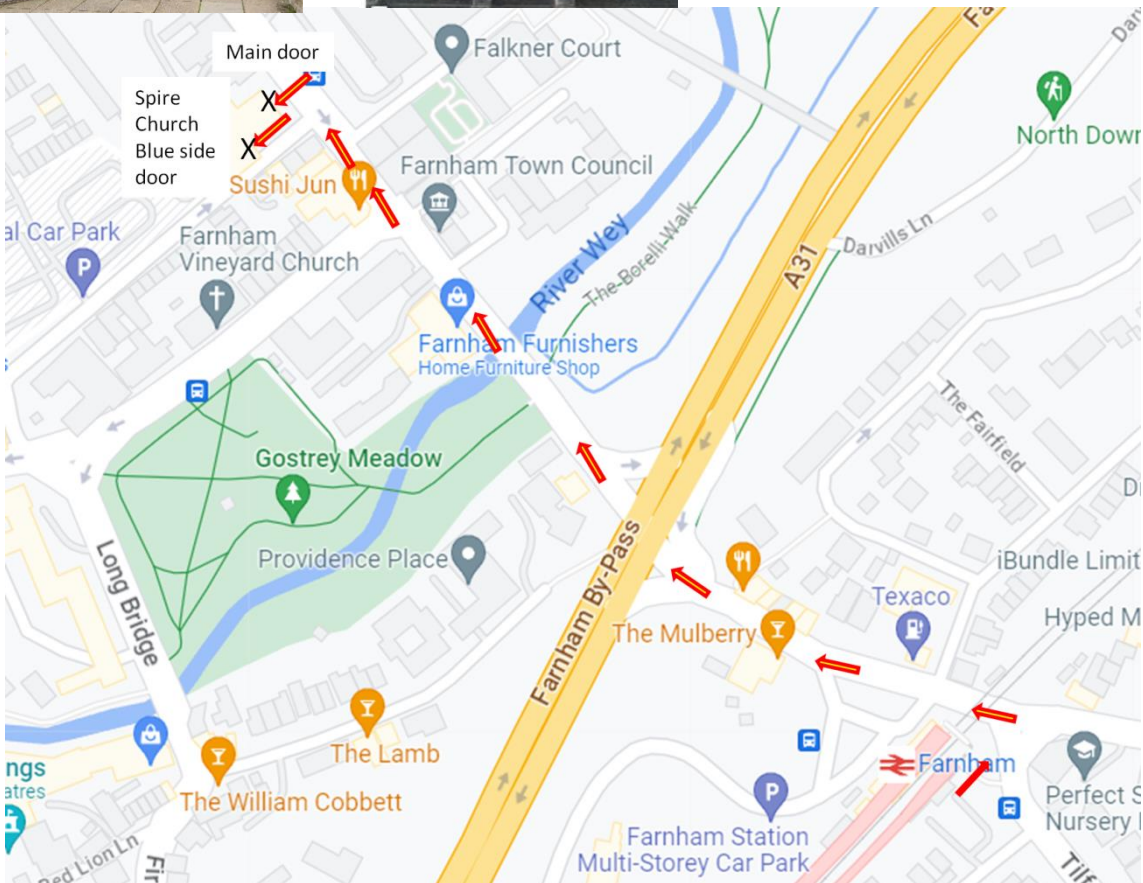 Main door
Falkner Court
Spire
Church
Blue side
door
North Down
Farnham Town Council
Sushi Jun
al Car Park
P
Farnham
Vineyard Church
Darvills Ln
River Wey
The Borelli Walk
A31
Farnham Furnishers
Home Furniture Shop
The Fairfield
Gostrey Meadow
Long Bridge
Providence Place
Farnham By-Pass
iBundle Limit
Texaco
Hyped M
The Mulberry
The Lamb
ngs
atres
The William Cobbett
Farnham
P
Perfect S
Nursery
Farnham Station
Multi-Storey Car Park
Red Lion Ln
Fir
Tilf